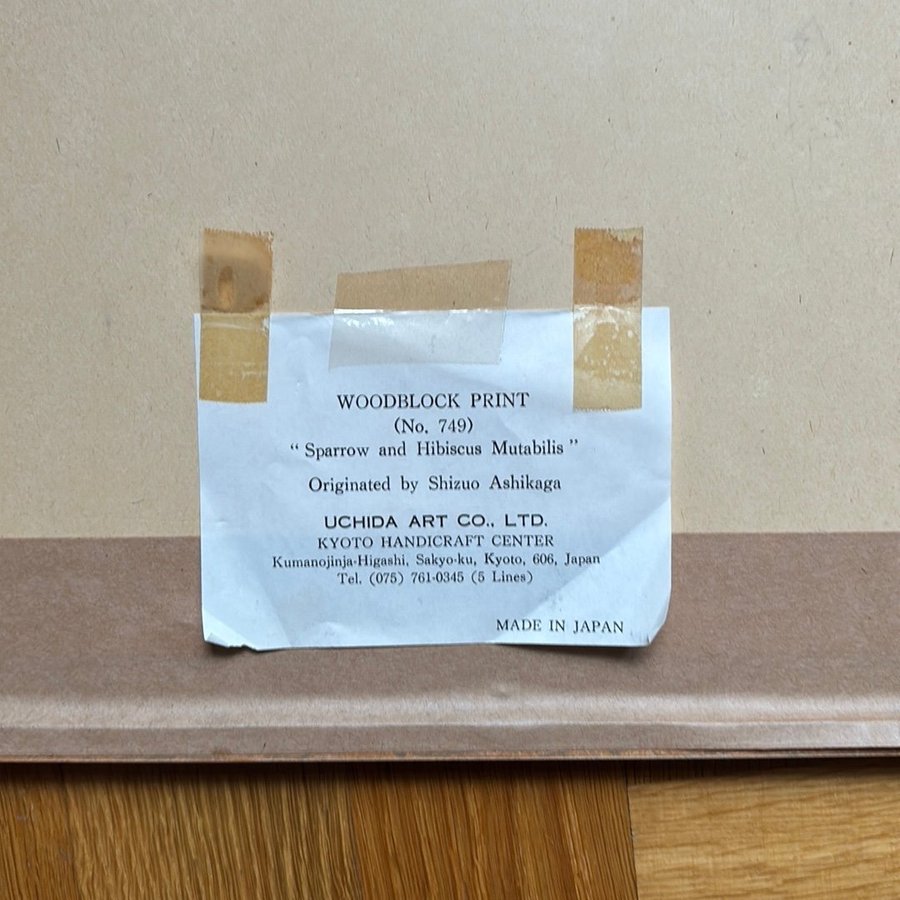 WOODBLOCK PRINT
(No. 749)
“Sparrow and Hibiscus Mutabilis”
Originated by Shizuo Ashikaga
UCHIDA ART CO., LTD.
KYOTO HANDICRAFT CENTER
Kumanojinja-Higashi, Sakyo-ku, Kyoto, 606, Japan
Tel. (075) 761-0345 (5 Lines)
MADE IN JAPAN